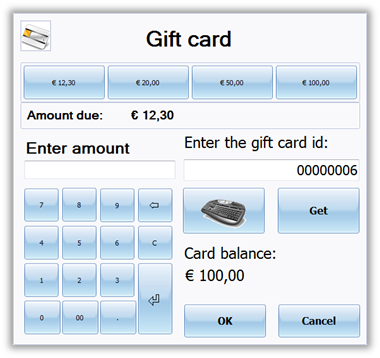 Gift card
€ 12,30 € 20,00 € 50,00 € 100,00
Amount due: € 12,30
Enter amount
Enter the gift card id:
00000006
7 8 9
4 5 6 C
1 2 3
0 00 .
Get
Card balance:
€ 100,00
OK Cancel